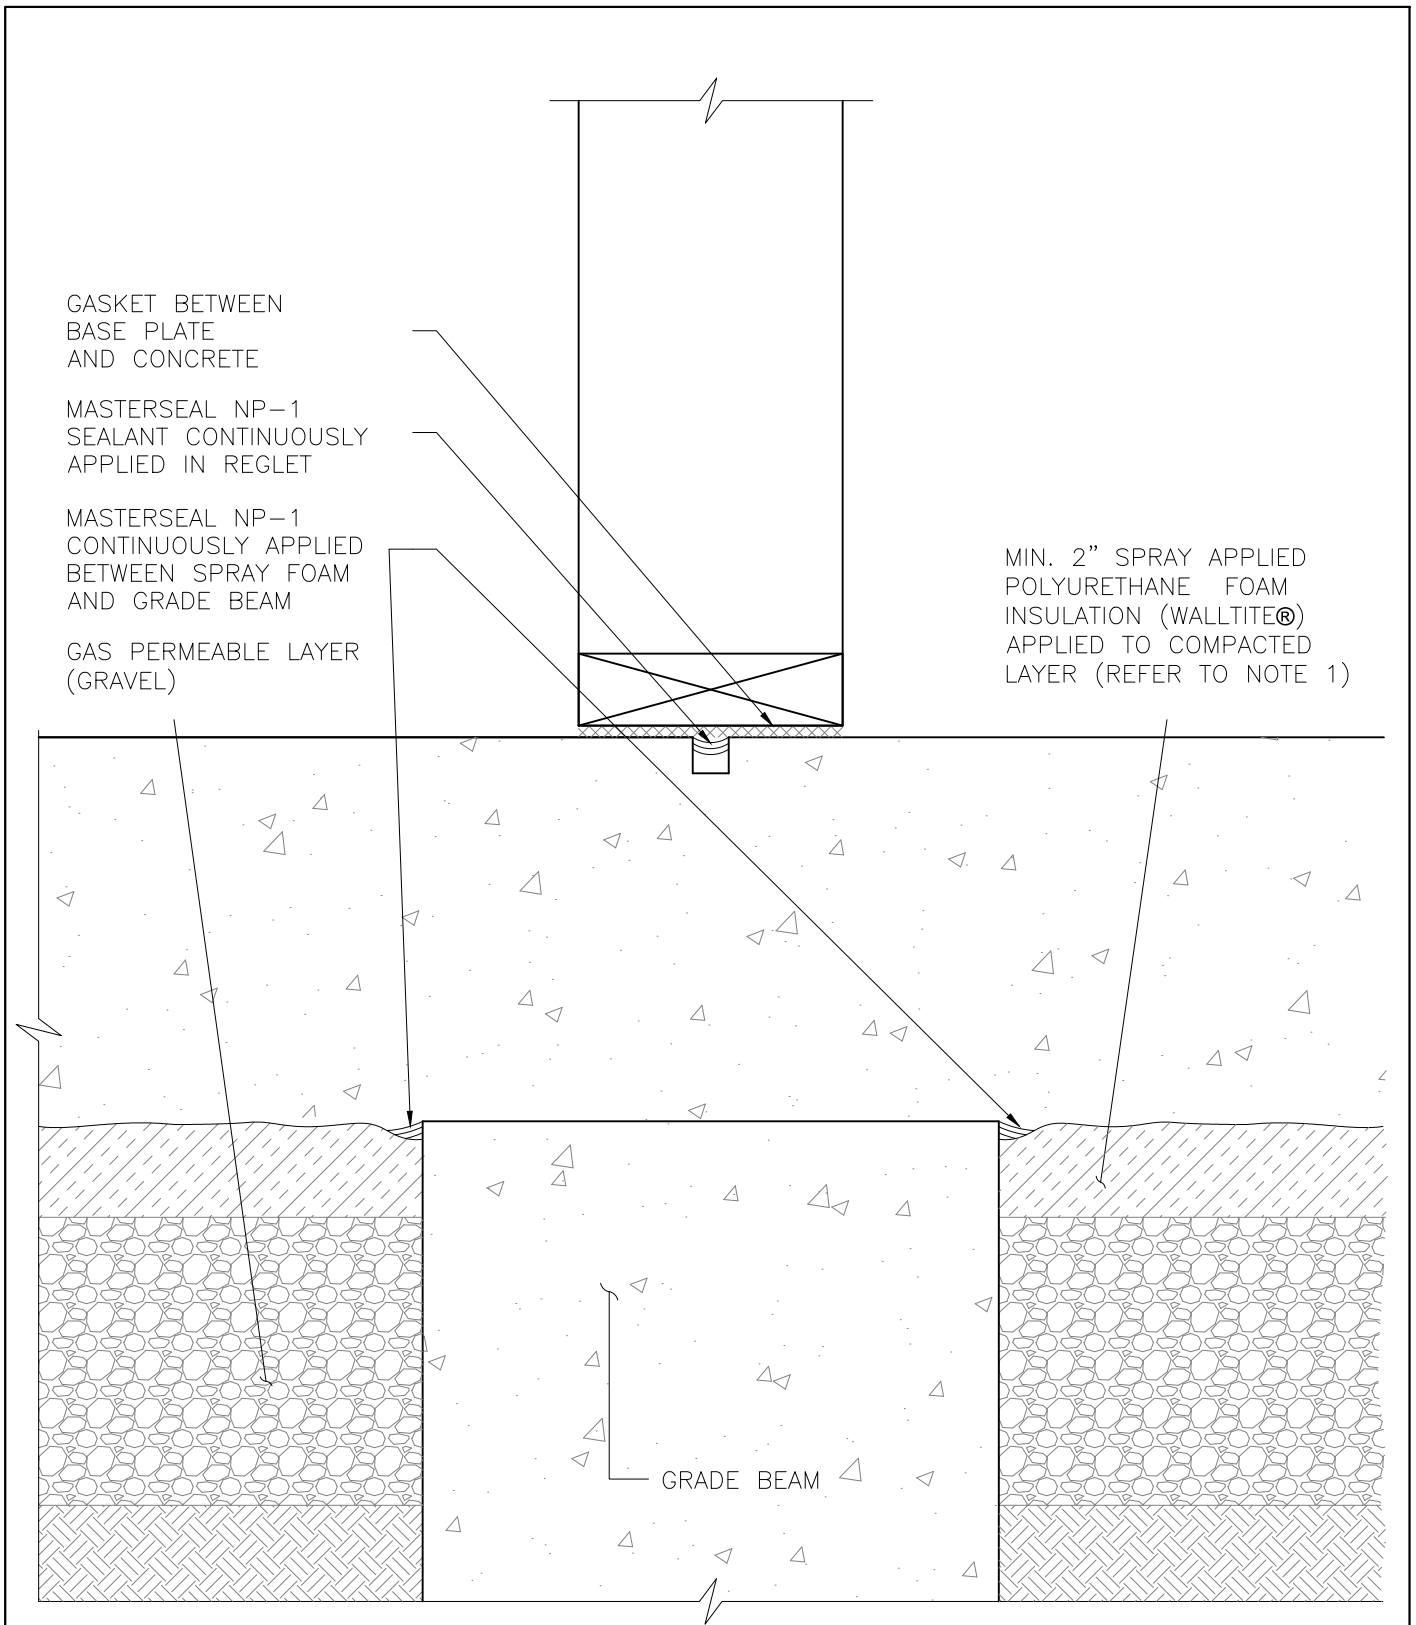 GASKET BETWEEN
BASE PLATE
AND CONCRETE
MASTERSEAL NP-1
SEALANT CONTINUOUSLY
APPLIED IN REGLET
MASTERSEAL NP-1
CONTINUOUSLY APPLIED
BETWEEN SPRAY FOAM
AND GRADE BEAM
GAS PERMEABLE LAYER
(GRAVEL)
MIN. 2” SPRAY APPLIED
POLYURETHANE FOAM
INSULATION (WALLTITE®)
APPLIED TO COMPACTED
LAYER (REFER TO NOTE 1)
GRADE BEAM